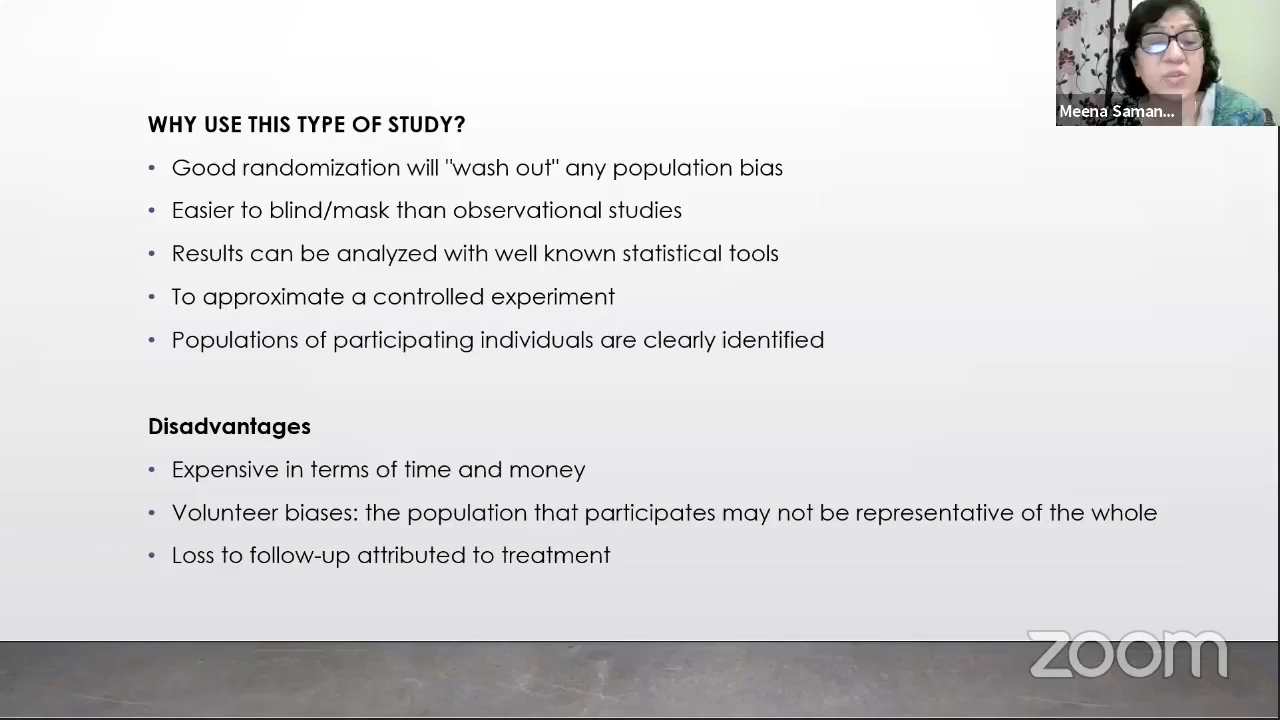 Meena Saman...
WHY USE THIS TYPE OF STUDY?
• Good randomization will "wash out" any population bias
• Easier to blind/mask than observational studies
• Results can be analyzed with well known statistical tools
• To approximate a controlled experiment
• Populations of participating individuals are clearly identified
Disadvantages
• Expensive in terms of time and money
• Volunteer biases: the population that participates may not be representative of the whole
• Loss to follow-up attributed to treatment
zoom